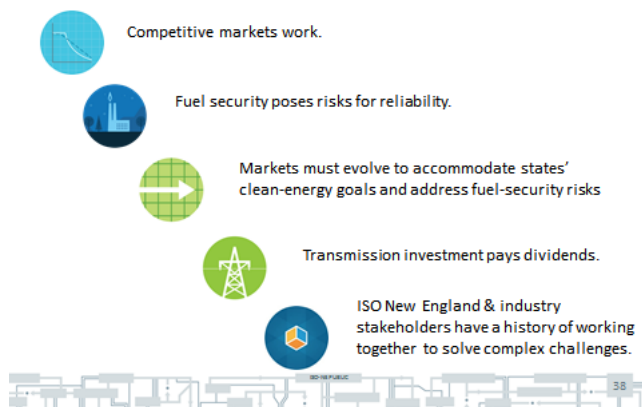 Competitive markets work.
Fuel security poses risks for reliability.
Markets must evolve to accommodate states’
clean-energy goals and address fuel-security risks
Transmission investment pays dividends.
ISO New England & industry
stakeholders have a history of working
together to solve complex challenges.
ISO-NE PUBLIC
38